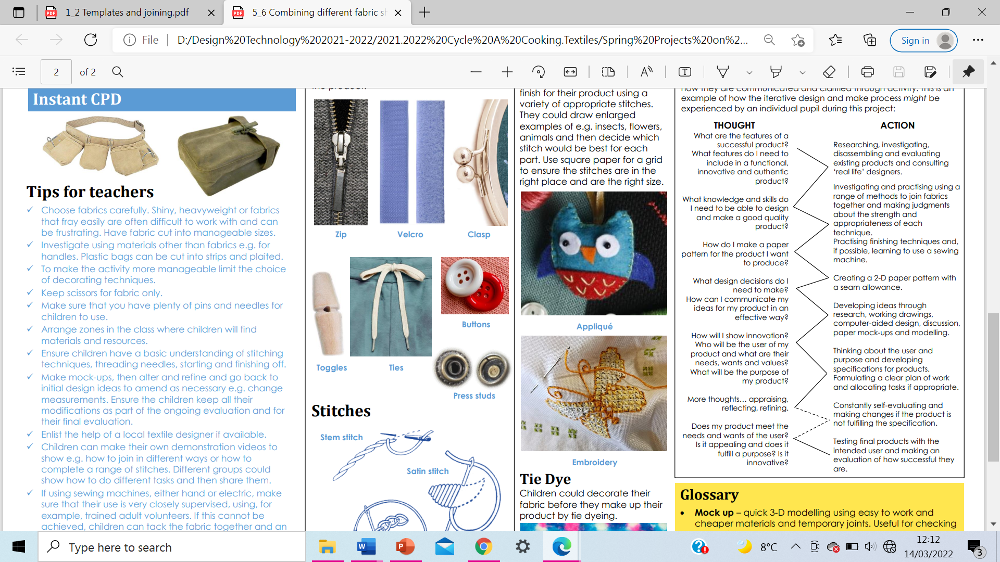 1_2 Templates and joining.pdf
5_6 Combining different fabric sh
File
D:/Design%20Technology%202021-2022/2021.2022%20Cycle%20A%20Cooking.Textiles/Spring%20Projects%20on%2...
Sign in
2
of 2
Instant CPD
Tips for teachers
Choose fabrics carefully. Shiny, heavyweight or fabrics
that fray easily are often difficult to work with and can
be frustrating. Have fabric cut into manageable sizes.
Investigate using materials other than fabrics e.g. for
handles. Plastic bags can be cut into strips and plaited.
To make the activity more manageable limit the choice
of decorating techniques.
Keep scissors for fabric only.
Make sure that you have plenty of pins and needles for
children to use.
Arrange zones in the class where children will find
materials and resources.
Ensure children have a basic understanding of stitching
techniques, threading needles, starting and finishing off.
Make mock-ups, then alter and refine and go back to
initial design ideas to amend as necessary e.g. change
measurements. Ensure the children keep all their
modifications as part of the ongoing evaluation and for
their final evaluation.
Enlist the help of a local textile designer if available.
Children can make their own demonstration videos to
show e.g. how to join in different ways or how to
complete a range of stitches. Different groups could
show how to do different tasks and then share them.
If using sewing machines, either hand or electric, make
sure that their use is very closely supervised, using, for
example, trained adult volunteers. If this cannot be
achieved, children can tack the fabric together and an
Zip
Velcro
Clasp
Toggles
Ties
Buttons
Press studs
Stitches
Stem stitch
Satin stitch
finish for their product using a
variety of appropriate stitches.
They could draw enlarged
examples of e.g. insects, flowers,
animals and then decide which
stitch would be best for each
part. Use square paper for a grid
to ensure the stitches are in the
right place and are the right size.
Appliqué
Embroidery
Tie Dye
Children could decorate their
fabric before they make up their
product by tie dyeing.
how they are communicated and clarified through activity. This is an
example of how the iterative design and make process might be
experienced by an individual pupil during this project:
THOUGHT
What are the features of a
successful product?
What features do I need to
include in a functional,
innovative and authentic
product?
What knowledge and skills do
I need to be able to design
and make a good quality
product?
How do I make a paper
pattern for the product I want
to produce?
What design decisions do I
need to make?
How can I communicate my
ideas for my product in an
effective way?
How will I show innovation?
Who will be the user of my
product and what are their
needs, wants and values?
What will be the purpose of
my product?
More thoughts… appraising,
reflecting, refining.
Does my product meet the
needs and wants of the user?
Is it appealing and does it
fulfil a purpose? Is it
innovative?
ACTION
Researching, investigating,
disassembling and evaluating
existing products and consulting
‘real life’ designers.
Investigating and practising using a
range of methods to join fabrics
together and making judgments
about the strength and
appropriateness of each
technique.
Practising finishing techniques and,
if possible, learning to use a sewing
machine.
Creating a 2-D paper pattern with
a seam allowance.
Developing ideas through
research, working drawings,
computer-aided design, discussion,
paper mock-ups and modelling.
Thinking about the user and
purpose and developing
specifications for products.
Formulating a clear plan of work
and allocating tasks if appropriate.
Constantly self-evaluating and
making changes if the product is
not fulfilling the specification.
Testing final products with the
intended user and making an
evaluation of how successful they
are.
Glossary
• Mock up – quick 3-D modelling using easy to work and
cheaper materials and temporary joints. Useful for checking
Type here to search
8°C
12:12
14/03/2022
3